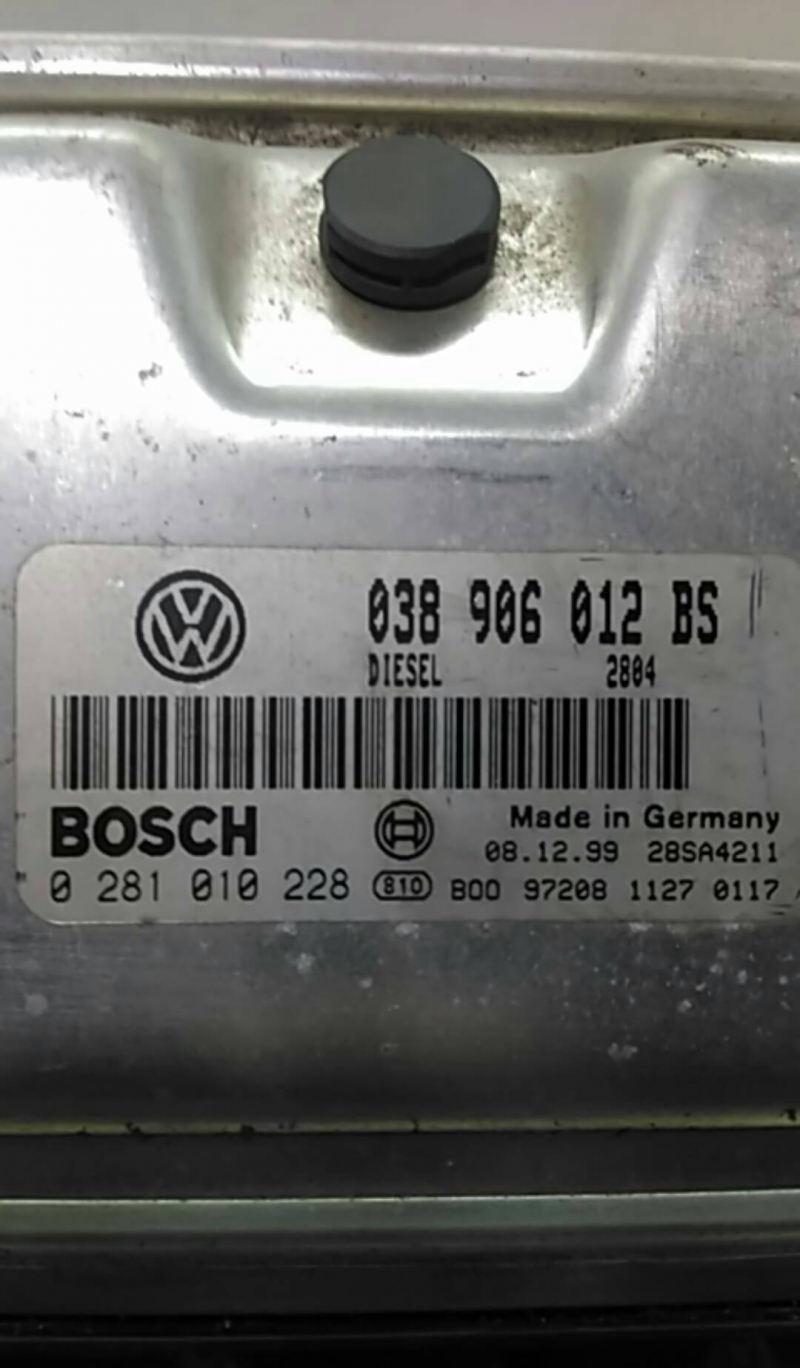 038 906 012 BS
DIESEL 2804
BOSCH
Made in Germany
08.12.99 28SA4211
0 281 010 228 810 B00 97208 1127 0117